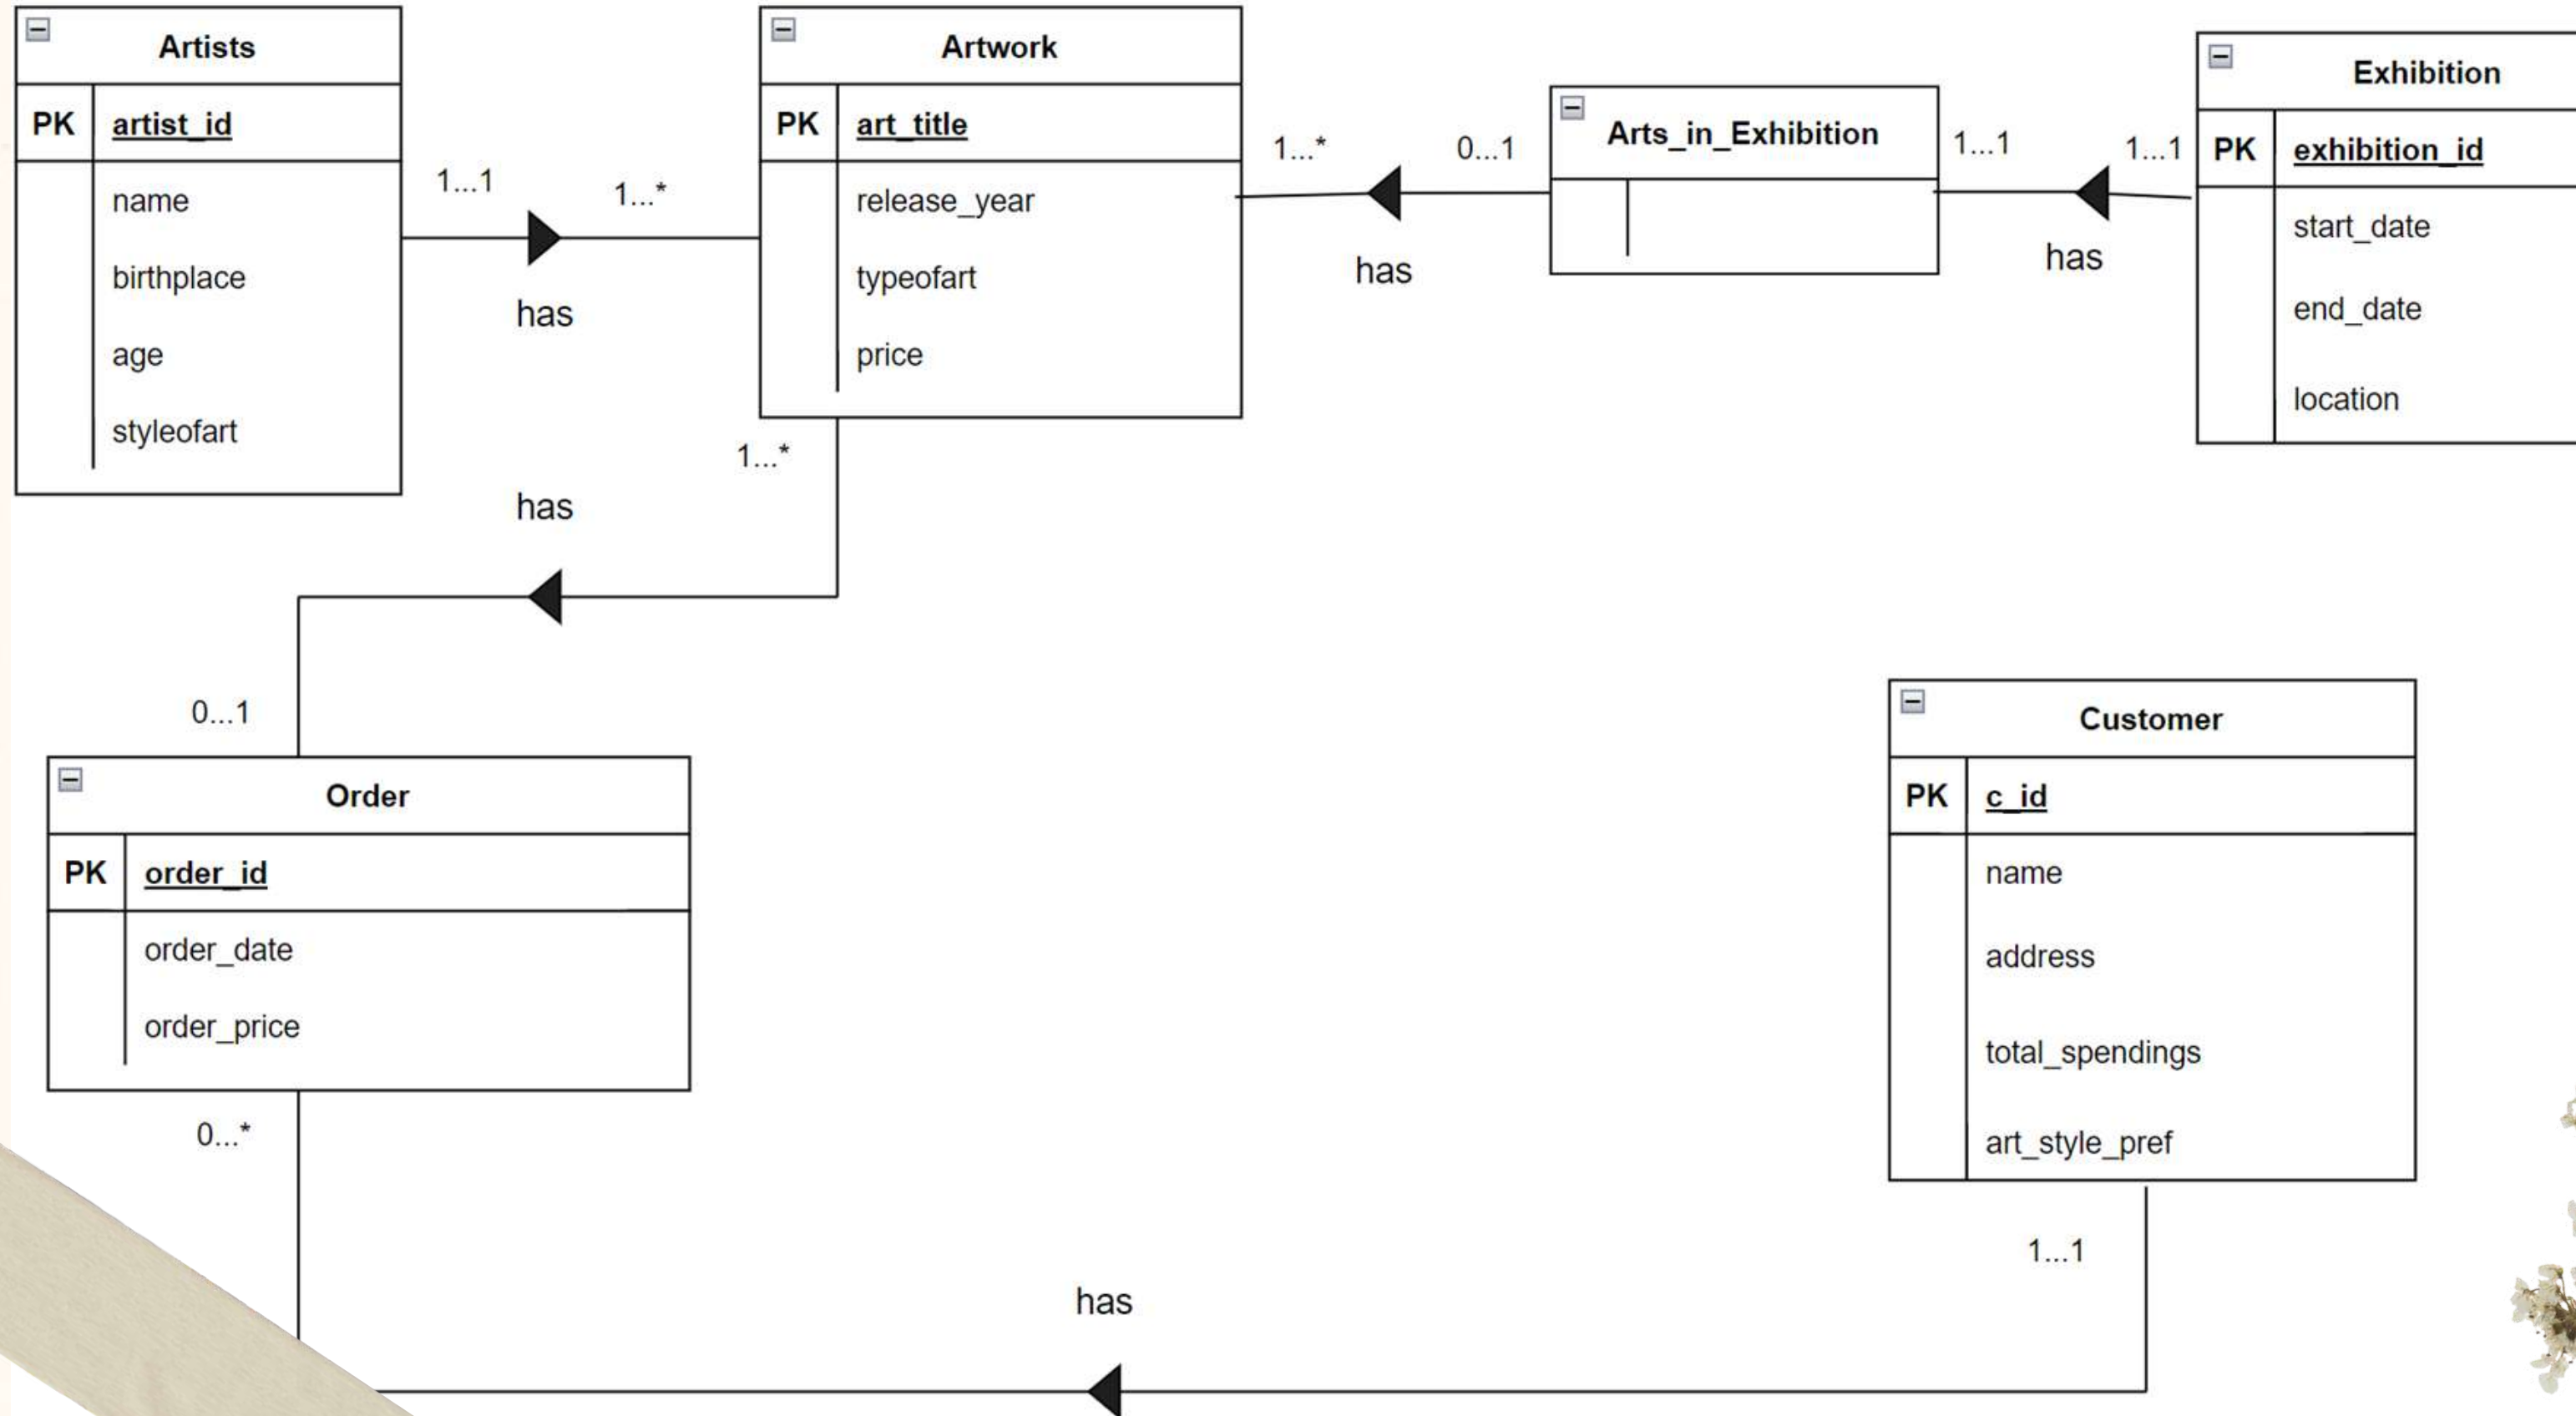 Artists
PK artist_id
name
birthplace
age
styleofart
1...1
1...*
has
Artwork
PK art_title
release_year
typeofart
price
1...*
0...1
has
Arts_in_Exhibition
1...1
1...1
has
Exhibition
PK exhibition_id
start_date
end_date
location
1...*
has
0...1
Order
PK order_id
order_date
order_price
0...*
Customer
PK c_id
name
address
total_spendings
art_style_pref
1...1
has